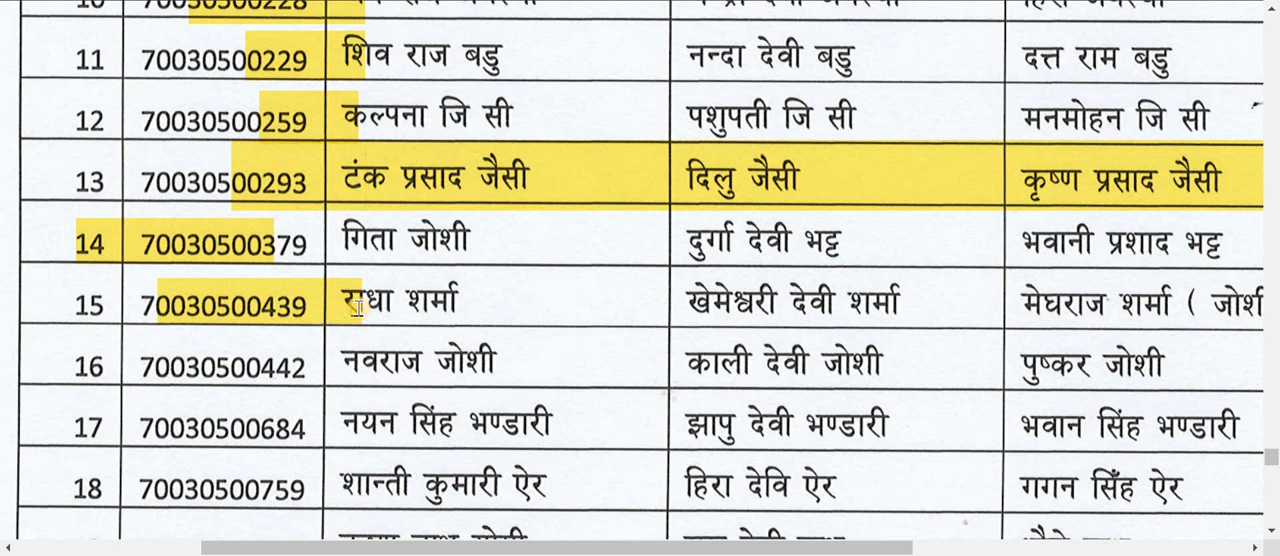 70030500228
11 70030500229 शिव राज बडु नन्दा देवी बडु दत्त राम बडु
12 70030500259 कल्पना जि सी पशुपती जि सी मनमोहन जि सी
13 70030500293 टंक प्रसाद जैसी दिलु जैसी कृष्ण प्रसाद जैसी
14 70030500379 गिता जोशी दुर्गा देवी भट्ट भवानी प्रशाद भट्ट
15 70030500439 राधा शर्मा खेमेश्वरी देवी शर्मा मेघराज शर्मा ( जोशी
16 70030500442 नवराज जोशी काली देवी जोशी पुष्कर जोशी
17 70030500684 नयन सिंह भण्डारी झापु देवी भण्डारी भवान सिंह भण्डारी
18 70030500759 शान्ती कुमारी ऐर हिरा देवि ऐर गगन सिँह ऐर